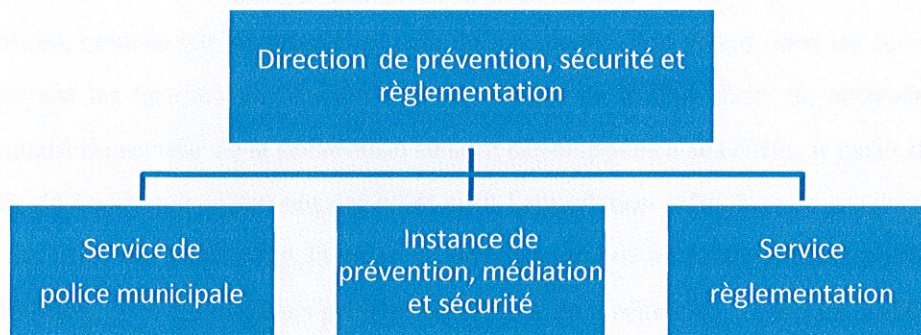 Direction de prévention, sécurité et
règlementation
Service de
police municipale
Instance de
prévention, médiation
et sécurité
Service
règlementation